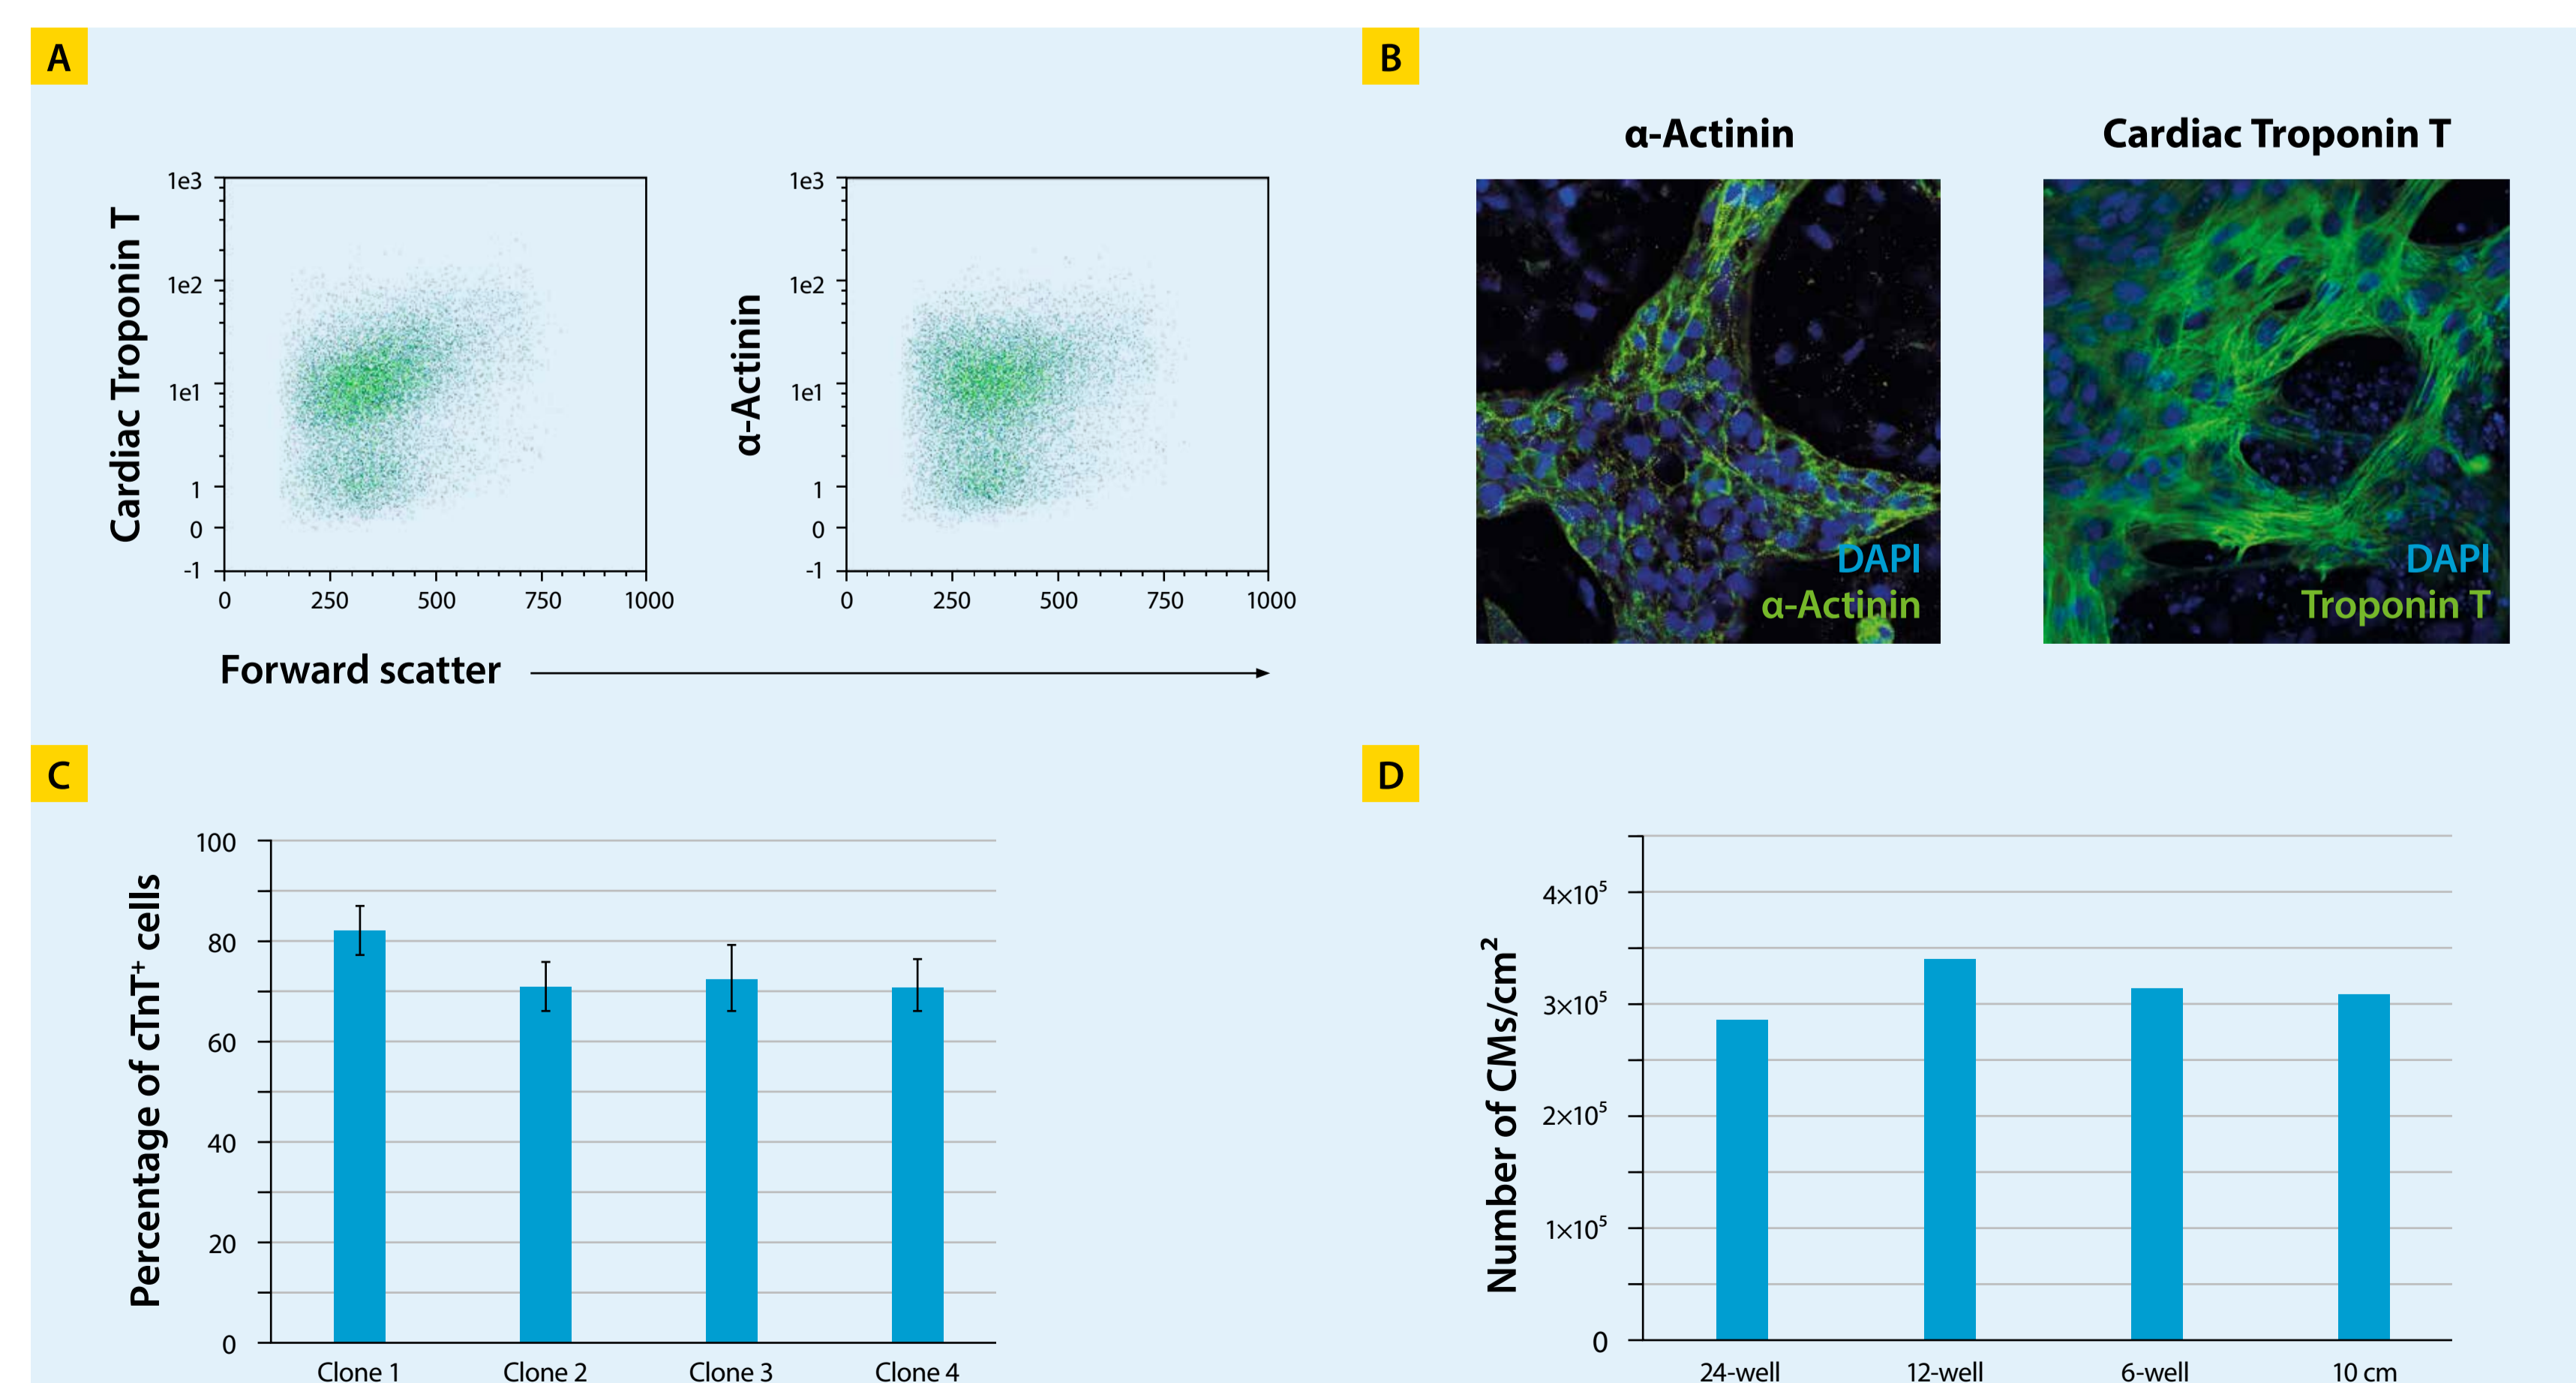 A
Cardiac Troponin T
1e3
1e2
1e1
1
0
-1
0 250 500 750 1000
α-Actinin
1e3
1e2
1e1
1
0
-1
0 250 500 750 1000
Forward scatter
B
α-Actinin
DAPI
α-Actinin
Cardiac Troponin T
DAPI
Troponin T
C
Percentage of cTnT⁺ cells
100
80
60
40
20
0
Clone 1 Clone 2 Clone 3 Clone 4
D
Number of CMs/cm²
4×10⁵
3×10⁵
2×10⁵
1×10⁵
0
24-well 12-well 6-well 10 cm